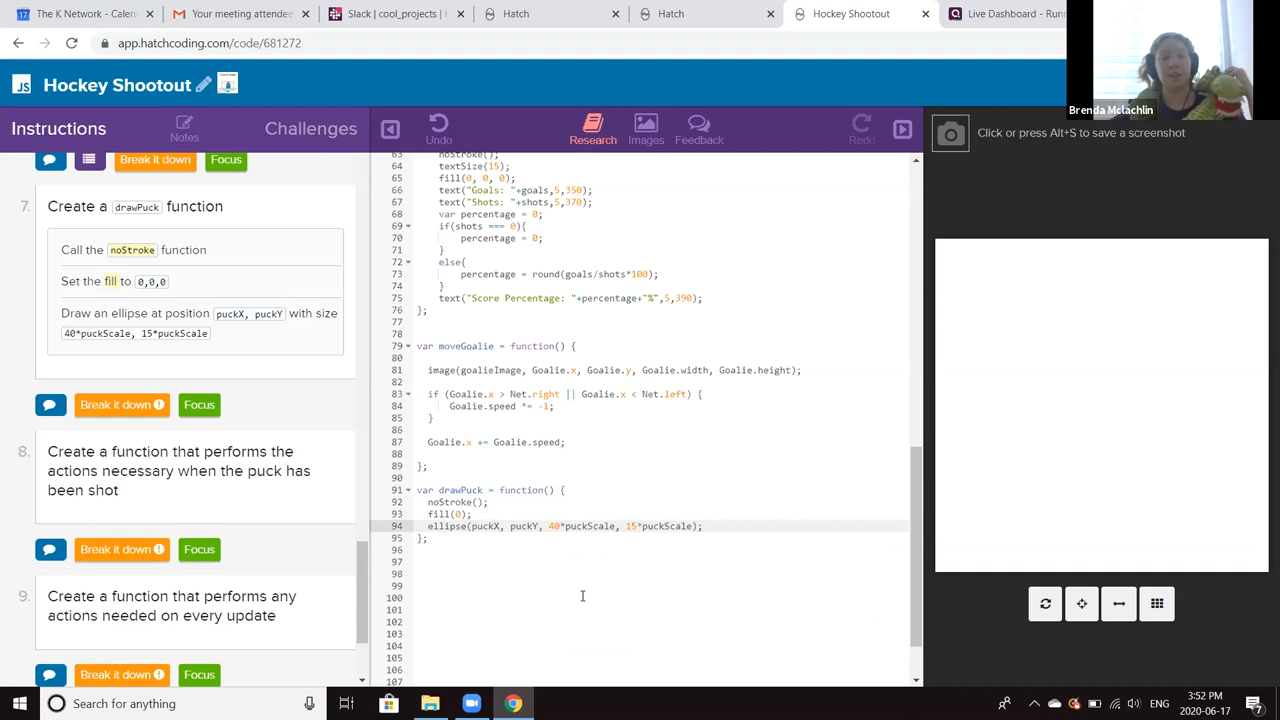 The K Network - Calen
Your meeting attendee
Slack | cool_projects | H
Hatch
Hatch
Hockey Shootout
Live Dashboard - Run
app.hatchcoding.com/code/681272
JS Hockey Shootout
Brenda Mclachlin
Instructions
Notes
Challenges
Undo
Research
Images
Feedback
Redo
Click or press Alt+S to save a screenshot
Break it down
Focus
7. Create a drawPuck function
Call the noStroke function
Set the fill to 0,0,0
Draw an ellipse at position puckX, puckY with size
40*puckScale, 15*puckScale
Break it down
Focus
8. Create a function that performs the
actions necessary when the puck has
been shot
Break it down
Focus
9. Create a function that performs any
actions needed on every update
Break it down
Focus
63 noStroke();
64 textSize(15);
65 fill(0, 0, 0);
66 text("Goals: "+goals,5,350);
67 text("Shots: "+shots,5,370);
68 var percentage = 0;
69 if(shots === 0){
70 percentage = 0;
71 }
72 else{
73 percentage = round(goals/shots*100);
74 }
75 text("Score Percentage: "+percentage+"%",5,390);
76 };
77
78
79 var moveGoalie = function() {
80
81 image(goalieImage, Goalie.x, Goalie.y, Goalie.width, Goalie.height);
82
83 if (Goalie.x > Net.right || Goalie.x < Net.left) {
84 Goalie.speed *= -1;
85 }
86
87 Goalie.x += Goalie.speed;
88
89 };
90
91 var drawPuck = function() {
92 noStroke();
93 fill(0);
94 ellipse(puckX, puckY, 40*puckScale, 15*puckScale);
95 };
96
97
98
99
100
101
102
103
104
105
106
107
Search for anything
ENG
3:52 PM
2020-06-17
7